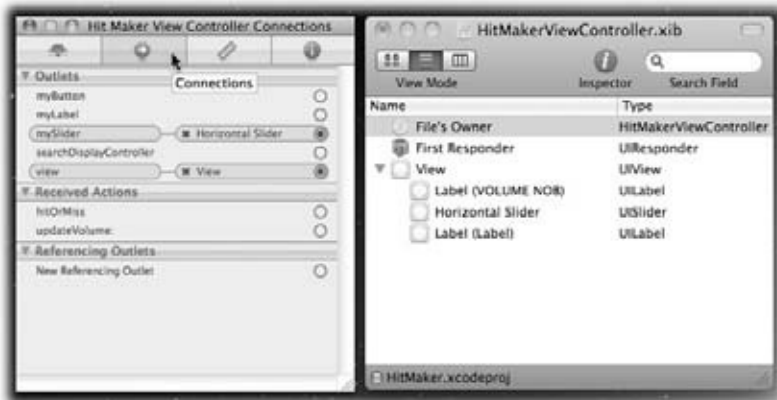 Hit Maker View Controller Connections
Connections
Outlets
myButton
myLabel
mySlider
Horizontal Slider
searchDisplayController
view
View
Received Actions
hitOrMiss
updateVolume:
Referencing Outlets
New Referencing Outlet
HitMakerViewController.xib
View Mode
Inspector
Search Field
Name
Type
File's Owner
HitMakerViewController
First Responder
UIResponder
View
UIView
Label (VOLUME NOB)
UILabel
Horizontal Slider
UISlider
Label (Label)
UILabel
HitMaker.xcodeproj